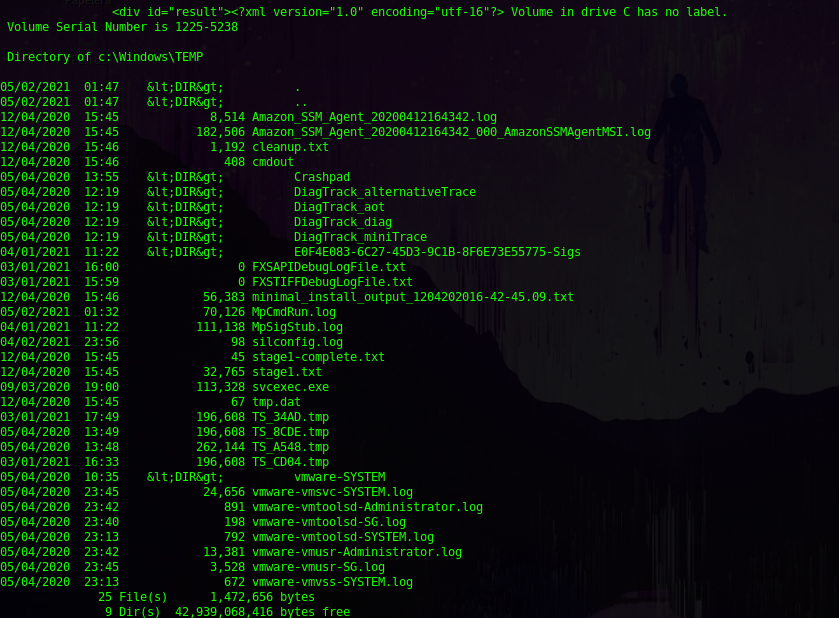 <div id="result"><?xml version="1.0" encoding="utf-16"?> Volume in drive C has no label.
Volume Serial Number is 1225-5238
Directory of c:\Windows\TEMP
05/02/2021  01:47    &lt;DIR&gt;          .
05/02/2021  01:47    &lt;DIR&gt;          ..
12/04/2020  15:45             8,514 Amazon_SSM_Agent_20200412164342.log
12/04/2020  15:45           182,506 Amazon_SSM_Agent_20200412164342_000_AmazonSSMAgentMSI.log
12/04/2020  15:46             1,192 cleanup.txt
12/04/2020  15:46               408 cmdout
05/04/2020  13:55    &lt;DIR&gt;          Crashpad
05/04/2020  12:19    &lt;DIR&gt;          DiagTrack_alternativeTrace
05/04/2020  12:19    &lt;DIR&gt;          DiagTrack_aot
05/04/2020  12:19    &lt;DIR&gt;          DiagTrack_diag
05/04/2020  12:19    &lt;DIR&gt;          DiagTrack_miniTrace
04/01/2021  11:22    &lt;DIR&gt;          E0F4E083-6C27-45D3-9C1B-8F6E73E55775-Sigs
03/01/2021  16:00                 0 FXSAPIDebugLogFile.txt
03/01/2021  15:59                 0 FXSTIFFDebugLogFile.txt
12/04/2020  15:46            56,383 minimal_install_output_1204202016-42-45.09.txt
05/02/2021  01:32            70,126 MpCmdRun.log
04/01/2021  11:22           111,138 MpSigStub.log
04/02/2021  23:56                98 silconfig.log
12/04/2020  15:45                45 stage1-complete.txt
12/04/2020  15:45            32,765 stage1.txt
09/03/2020  19:00           113,328 svcexec.exe
12/04/2020  15:45                67 tmp.dat
03/01/2021  17:49           196,608 TS_34AD.tmp
05/04/2020  13:49           196,608 TS_8CDE.tmp
05/04/2020  13:48           262,144 TS_A548.tmp
03/01/2021  16:33           196,608 TS_CD04.tmp
05/04/2020  10:35    &lt;DIR&gt;          vmware-SYSTEM
05/04/2020  23:45            24,656 vmware-vmsvc-SYSTEM.log
05/04/2020  23:42               891 vmware-vmtoolsd-Administrator.log
05/04/2020  23:40               198 vmware-vmtoolsd-SG.log
05/04/2020  23:13               792 vmware-vmtoolsd-SYSTEM.log
05/04/2020  23:42            13,381 vmware-vmusr-Administrator.log
05/04/2020  23:45             3,528 vmware-vmusr-SG.log
05/04/2020  23:13               672 vmware-vmvss-SYSTEM.log
25 File(s)      1,472,656 bytes
9 Dir(s)  42,939,068,416 bytes free